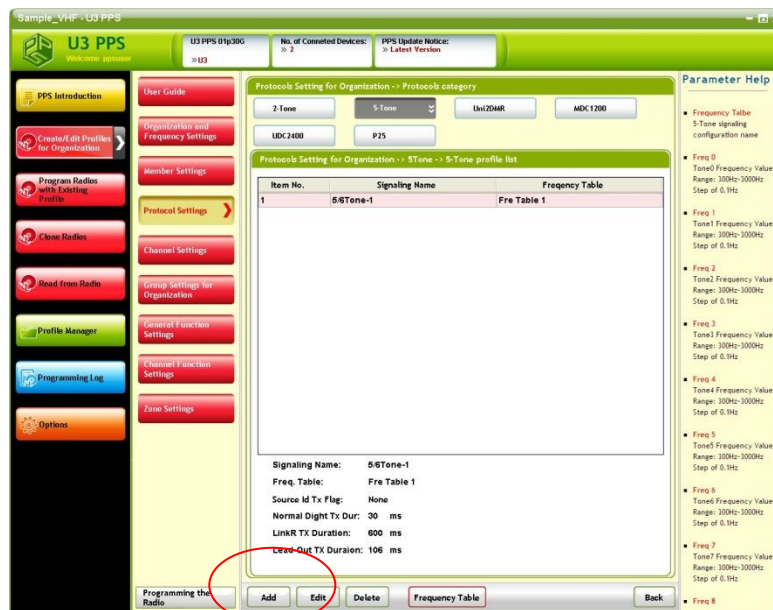 Sample_VHF - U3 PPS
U3 PPS
Welcome ppsuser
U3 PPS 01p30G
»U3
No. of Conneted Devices:
» 2
PPS Update Notice:
» Latest Version
PPS Introduction
Create/Edit Profiles
for Organization
Program Radios
with Existing
Profile
Clone Radios
Read from Radio
Profile Manager
Programming Log
Options
User Guide
Organization and
Frequency Settings
Member Settings
Protocol Settings
Channel Settings
Group Settings for
Organization
General Function
Settings
Channel Function
Settings
Zone Settings
Programming the
Radio
Protocols Setting for Organization -> Protocols category
2-Tone
5-Tone
Uni2DMR
MDC1200
UDC2400
P25
Protocols Setting for Organization -> 5Tone -> 5-Tone profile list
Item No. Signaling Name Freqency Table
1 5/6Tone-1 Fre Table 1
Signaling Name: 5/6Tone-1
Freq. Table: Fre Table 1
Source Id Tx Flag: None
Normal Dight Tx Dur: 30 ms
LinkR TX Duration: 600 ms
Lead-Out TX Duraion: 106 ms
Add
Edit
Delete
Frequency Table
Back
Parameter Help
Frequency Talbe
5-Tone signaling
configuration name
Freq 0
Tone0 Frequency Value
Range: 300Hz-3000Hz
Step of 0.1Hz
Freq 1
Tone1 Frequency Value
Range: 300Hz-3000Hz
Step of 0.1Hz
Freq 2
Tone2 Frequency Value
Range: 300Hz-3000Hz
Step of 0.1Hz
Freq 3
Tone3 Frequency Value
Range: 300Hz-3000Hz
Step of 0.1Hz
Freq 4
Tone4 Frequency Value
Range: 300Hz-3000Hz
Step of 0.1Hz
Freq 5
Tone5 Frequency Value
Range: 300Hz-3000Hz
Step of 0.1Hz
Freq 6
Tone6 Frequency Value
Range: 300Hz-3000Hz
Step of 0.1Hz
Freq 7
Tone7 Frequency Value
Range: 300Hz-3000Hz
Step of 0.1Hz
Freq 8